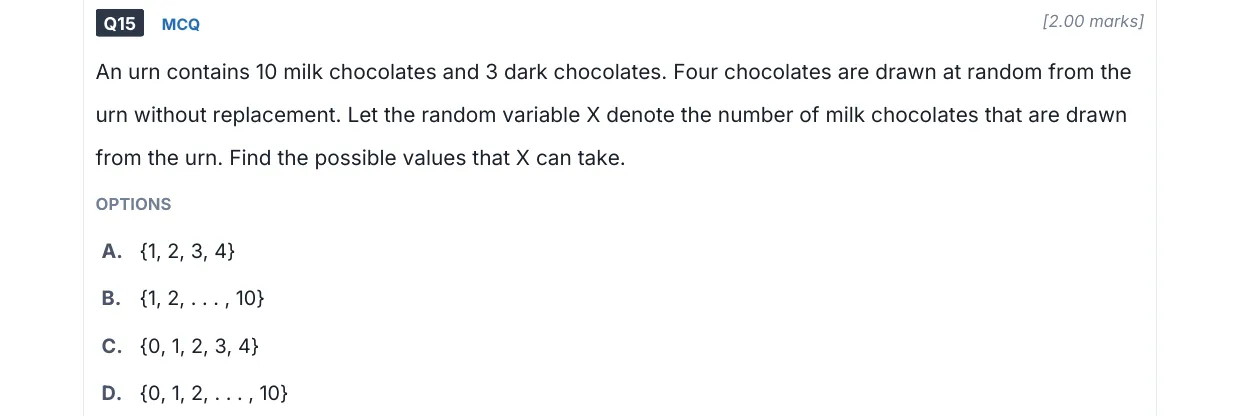 Q15 MCQ [2.00 marks]
An urn contains 10 milk chocolates and 3 dark chocolates. Four chocolates are drawn at random from the
urn without replacement. Let the random variable X denote the number of milk chocolates that are drawn
from the urn. Find the possible values that X can take.
OPTIONS
A. {1, 2, 3, 4}
B. {1, 2, . . . , 10}
C. {0, 1, 2, 3, 4}
D. {0, 1, 2, . . . , 10}